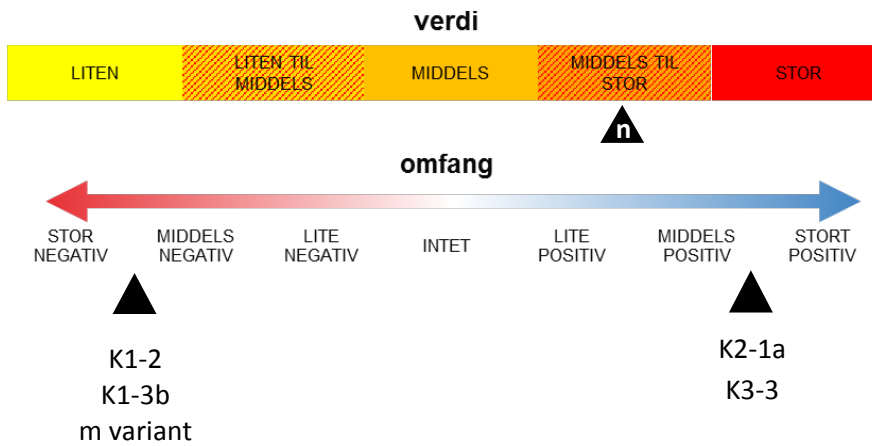 verdi
LITEN
LITEN TIL
MIDDELS
MIDDELS
MIDDELS TIL
STOR
STOR
n
omfang
STOR
NEGATIV
MIDDELS
NEGATIV
LITE
NEGATIV
INTET
LITE
POSITIV
MIDDELS
POSITIV
STORT
POSITIV
K1-2
K1-3b
m variant
K2-1a
K3-3